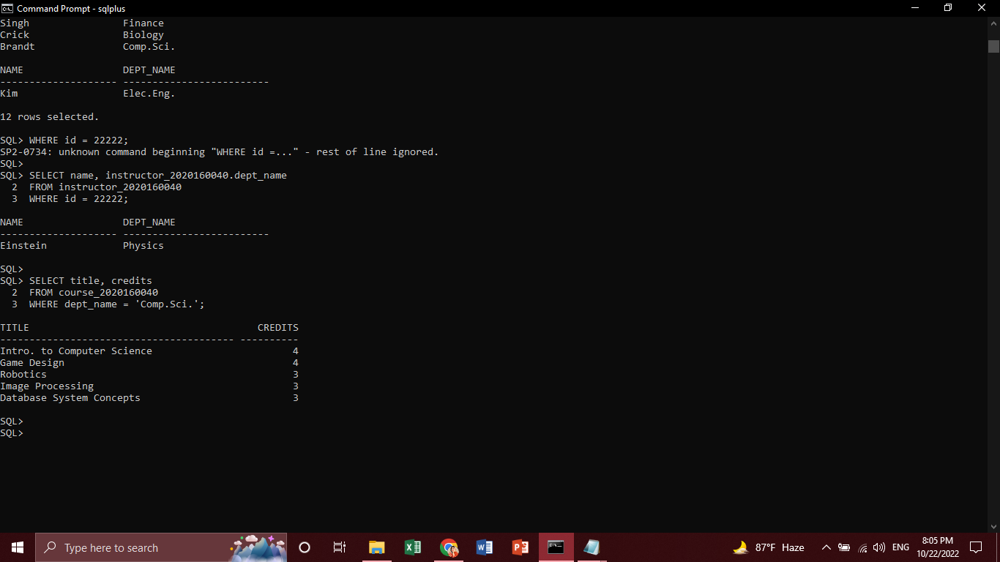 Command Prompt - sqlplus
Singh                Finance
Crick                Biology
Brandt               Comp.Sci.
NAME                 DEPT_NAME
-------------------- -------------------------
Kim                  Elec.Eng.
12 rows selected.
SQL> WHERE id = 22222;
SP2-0734: unknown command beginning "WHERE id =..." - rest of line ignored.
SQL>
SQL> SELECT name, instructor_2020160040.dept_name
  2  FROM instructor_2020160040
  3  WHERE id = 22222;
NAME                 DEPT_NAME
-------------------- -------------------------
Einstein             Physics
SQL>
SQL> SELECT title, credits
  2  FROM course_2020160040
  3  WHERE dept_name = 'Comp.Sci.';
TITLE                                       CREDITS
---------------------------------------- ----------
Intro. to Computer Science                        4
Game Design                                       4
Robotics                                          3
Image Processing                                  3
Database System Concepts                          3
SQL>
SQL>
Type here to search
87°F Haze
ENG
8:05 PM
10/22/2022